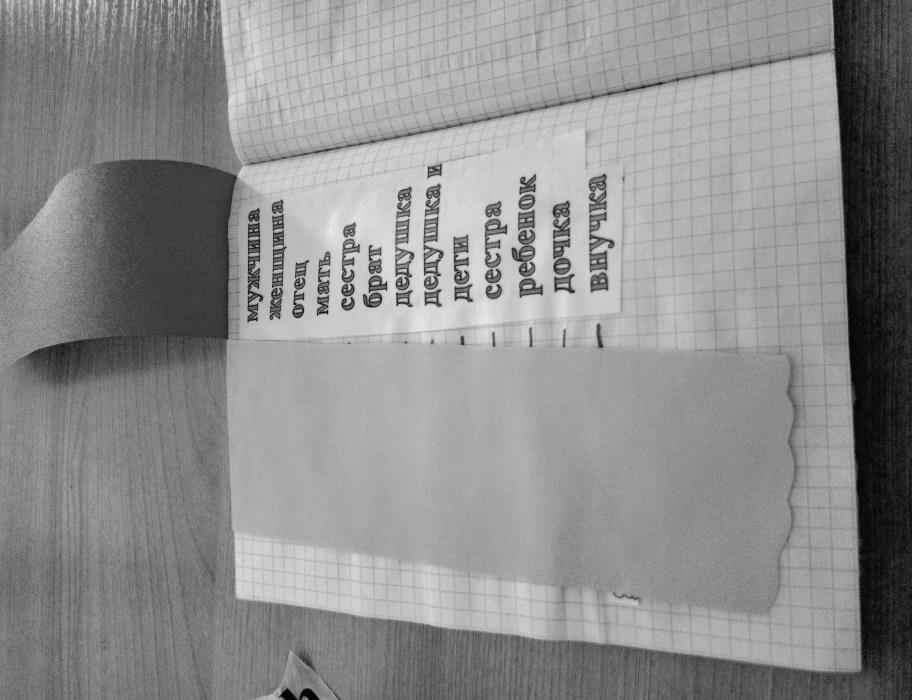 мужчина
женщина
отец
мать
сестра
брат
дедушка
дедушка и
дети
сестра
ребенок
дочка
внучка